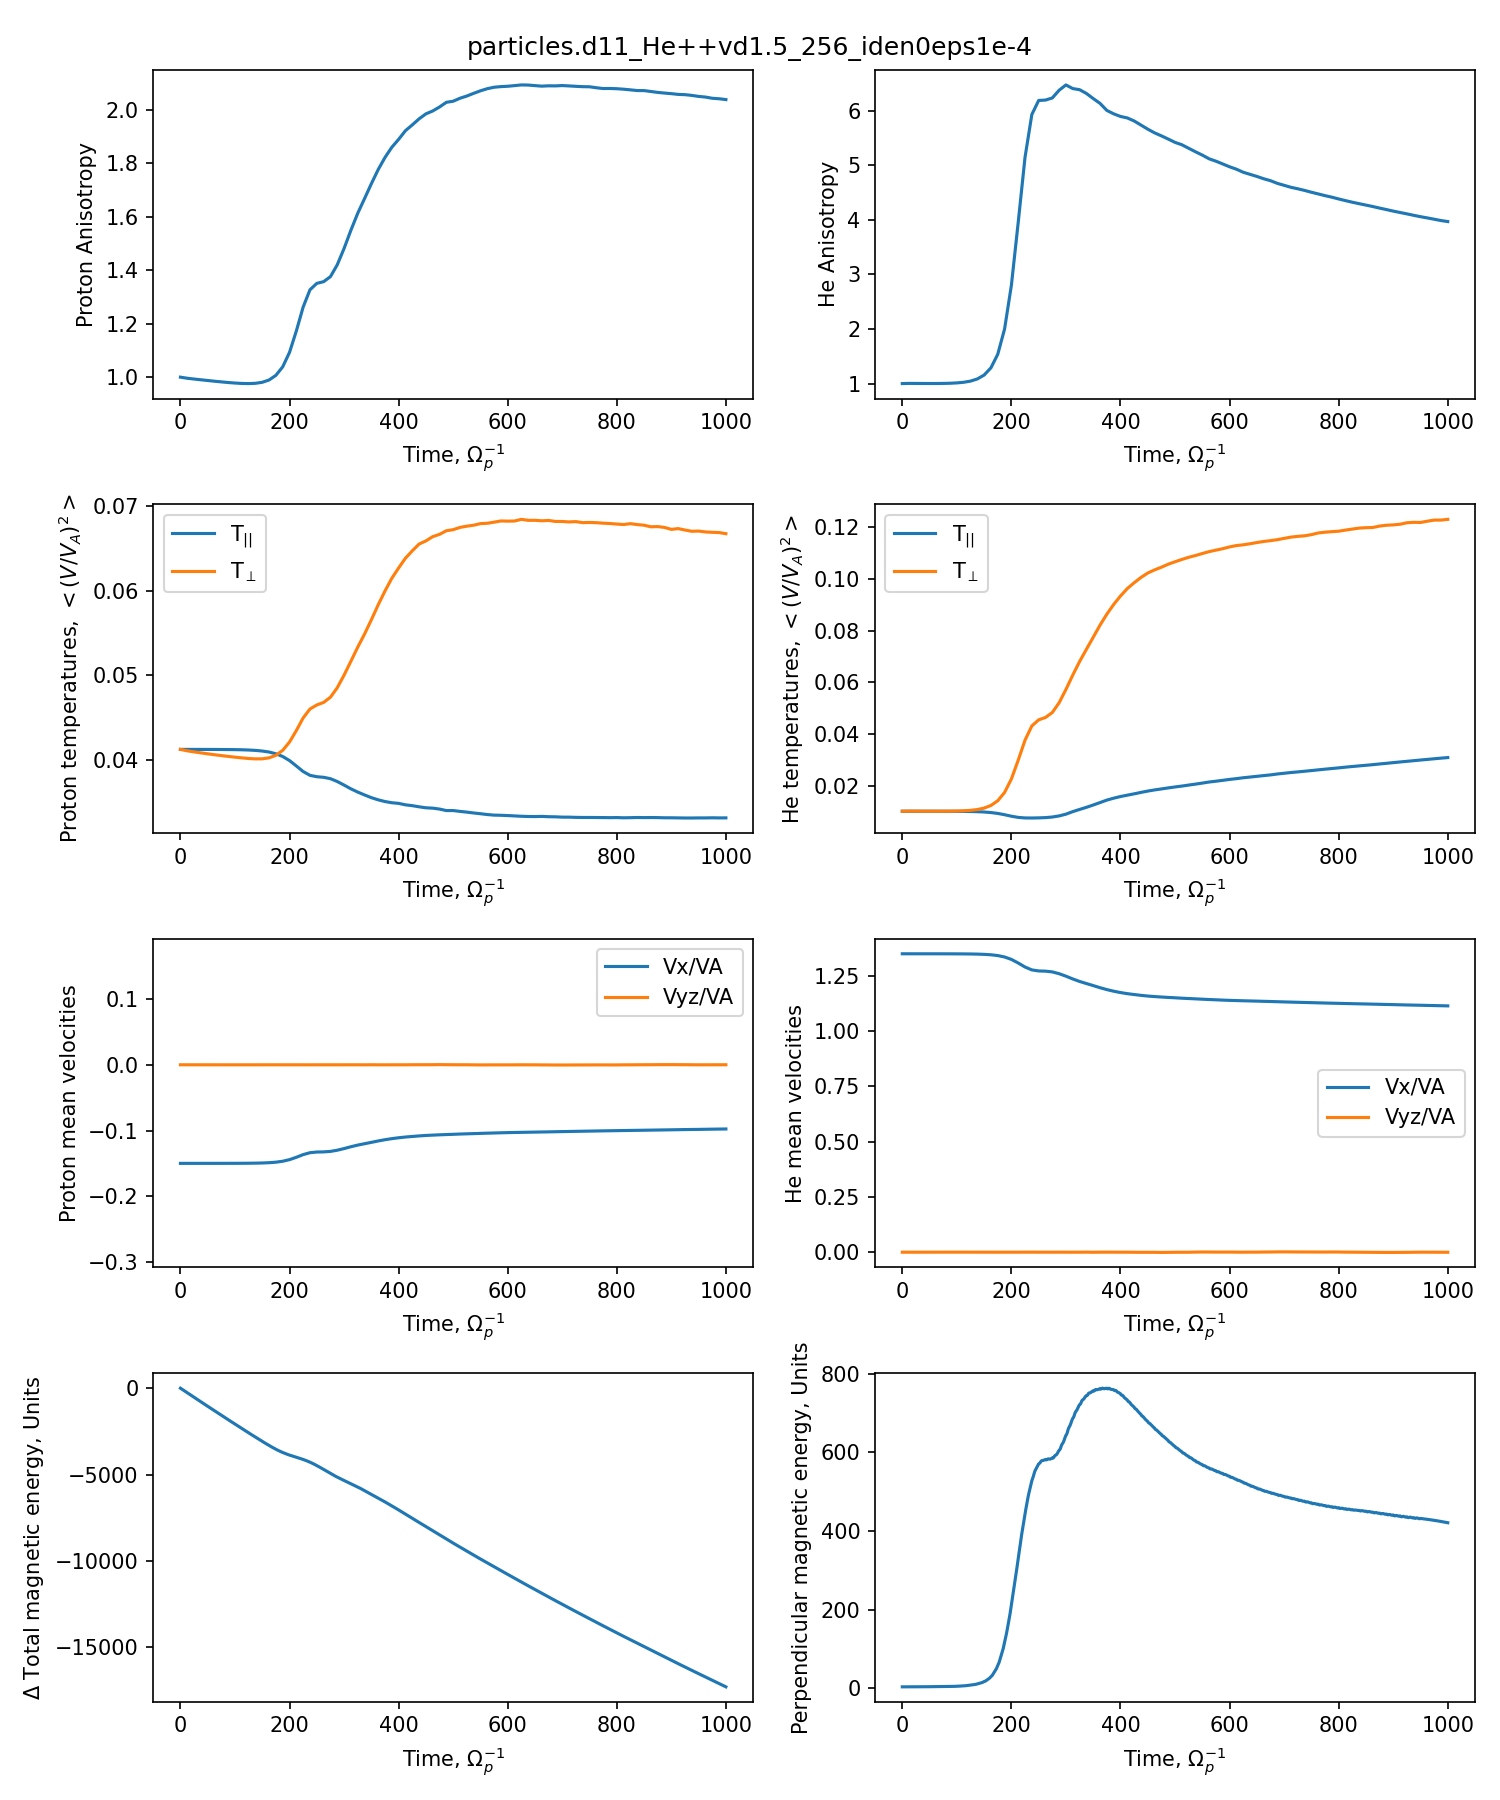 particles.d11_He++vd1.5_256_iden0eps1e-4
Proton Anisotropy
2.0
1.8
1.6
1.4
1.2
1.0
0 200 400 600 800 1000
Time, Ω_p^{−1}
He Anisotropy
6
5
4
3
2
1
0 200 400 600 800 1000
Time, Ω_p^{−1}
Proton temperatures, < (V/V_A)^2 >
0.07
0.06
0.05
0.04
T_{||}
T_⊥
0 200 400 600 800 1000
Time, Ω_p^{−1}
He temperatures, < (V/V_A)^2 >
0.12
0.10
0.08
0.06
0.04
0.02
T_{||}
T_⊥
0 200 400 600 800 1000
Time, Ω_p^{−1}
Proton mean velocities
0.1
0.0
−0.1
−0.2
−0.3
Vx/VA
Vyz/VA
0 200 400 600 800 1000
Time, Ω_p^{−1}
He mean velocities
1.25
1.00
0.75
0.50
0.25
0.00
Vx/VA
Vyz/VA
0 200 400 600 800 1000
Time, Ω_p^{−1}
Δ Total magnetic energy, Units
0
−5000
−10000
−15000
0 200 400 600 800 1000
Time, Ω_p^{−1}
Perpendicular magnetic energy, Units
800
600
400
200
0
0 200 400 600 800 1000
Time, Ω_p^{−1}